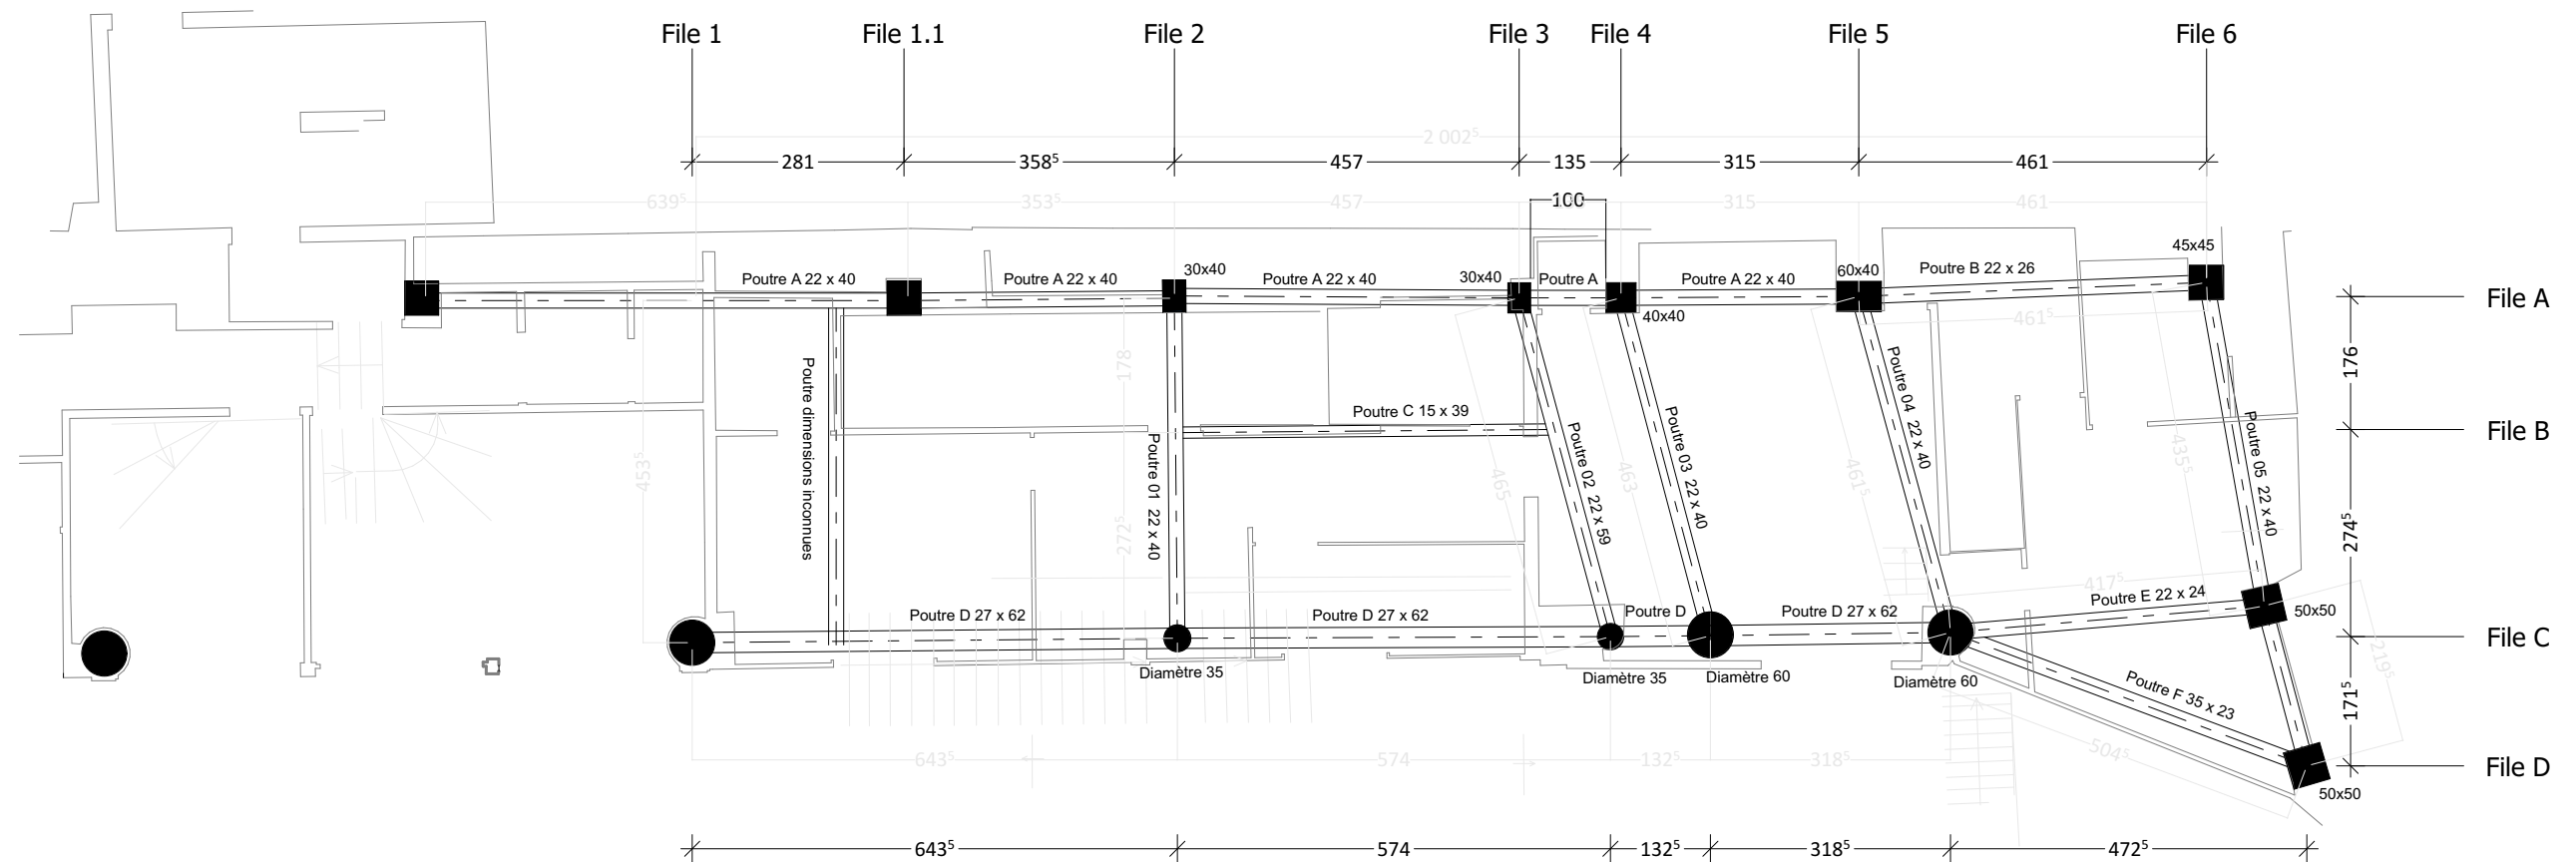 File 1
File 1.1
File 2
File 3
File 4
File 5
File 6
2 002⁵
281
358⁵
457
135
315
461
639⁵
353⁵
457
100
315
461
45x45
Poutre A 22 x 40
Poutre A 22 x 40
30x40
Poutre A 22 x 40
30x40
Poutre A
Poutre A 22 x 40
60x40
Poutre B 22 x 26
File A
40x40
461⁵
176
178
Poutre dimensions inconnues
Poutre C 15 x 39
Poutre 01 22 x 40
Poutre 02 22 x 59
Poutre 03 22 x 40
Poutre 04 22 x 40
Poutre 05 22 x 40
File B
453⁵
272⁵
465
463
461⁵
435⁵
274⁵
417⁵
Poutre E 22 x 24
50x50
Poutre D 27 x 62
Poutre D 27 x 62
Poutre D
Poutre D 27 x 62
File C
Diamètre 35
Diamètre 35
Diamètre 60
Diamètre 60
219⁵
Poutre F 35 x 23
171⁵
504⁵
File D
50x50
643⁵
574
132⁵
318⁵
643⁵
574
132⁵
318⁵
472⁵